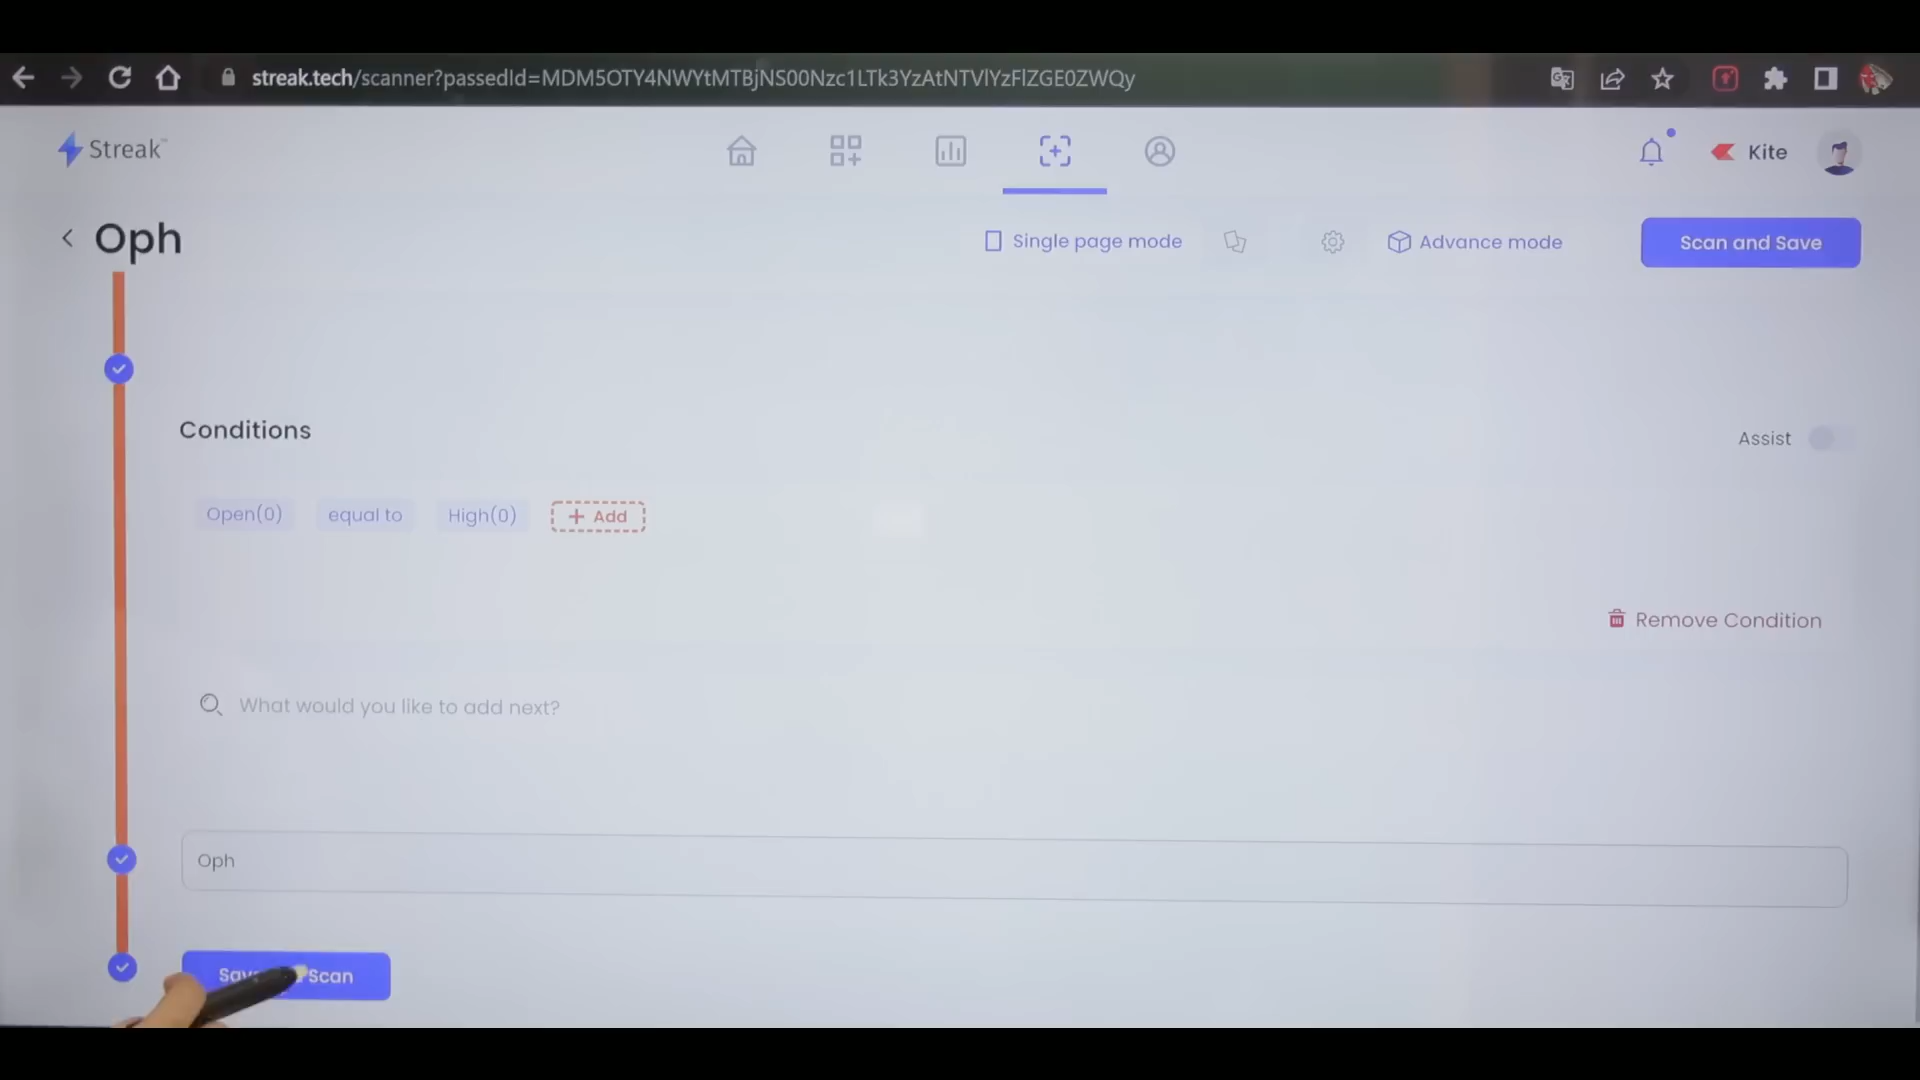 streak.tech/scanner?passedId=MDM5OTY4NWYtMTBjNS00Nzc1LTk3YzAtNTVlYzFlZGE0ZWQy
Streak™
Kite
Oph
Single page mode
Advance mode
Scan and Save
Conditions
Assist
Open(0) equal to High(0) + Add
Remove Condition
What would you like to add next?
Oph
Scan